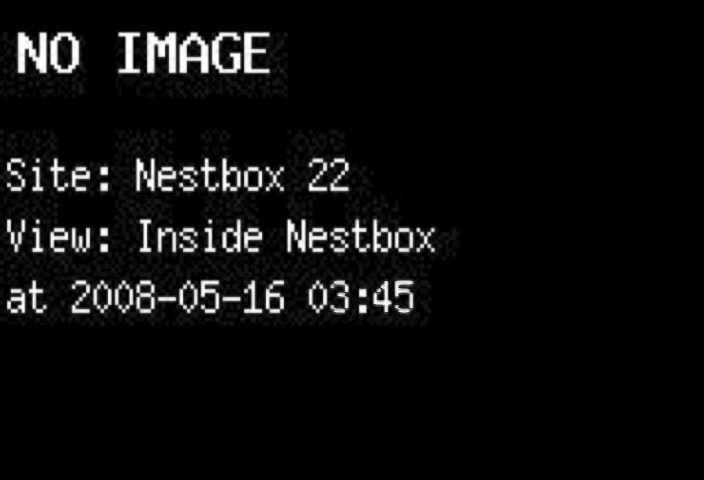 NO IMAGE
Site: Nestbox 22
View: Inside Nestbox
at 2008-05-16 03:45